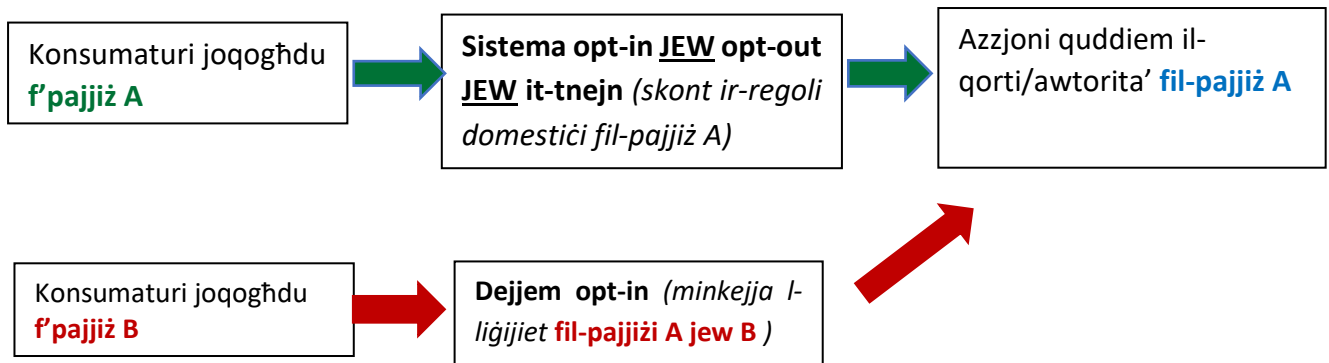 Konsumaturi joqogħdu
f’pajjiż A
Sistema opt-in JEW opt-out
JEW it-tnejn (skont ir-regoli
domestiċi fil-pajjiż A)
Azzjoni quddiem il-
qorti/awtorita’ fil-pajjiż A
Konsumaturi joqogħdu
f’pajjiż B
Dejjem opt-in (minkejja l-
liġijiet fil-pajjiżi A jew B )